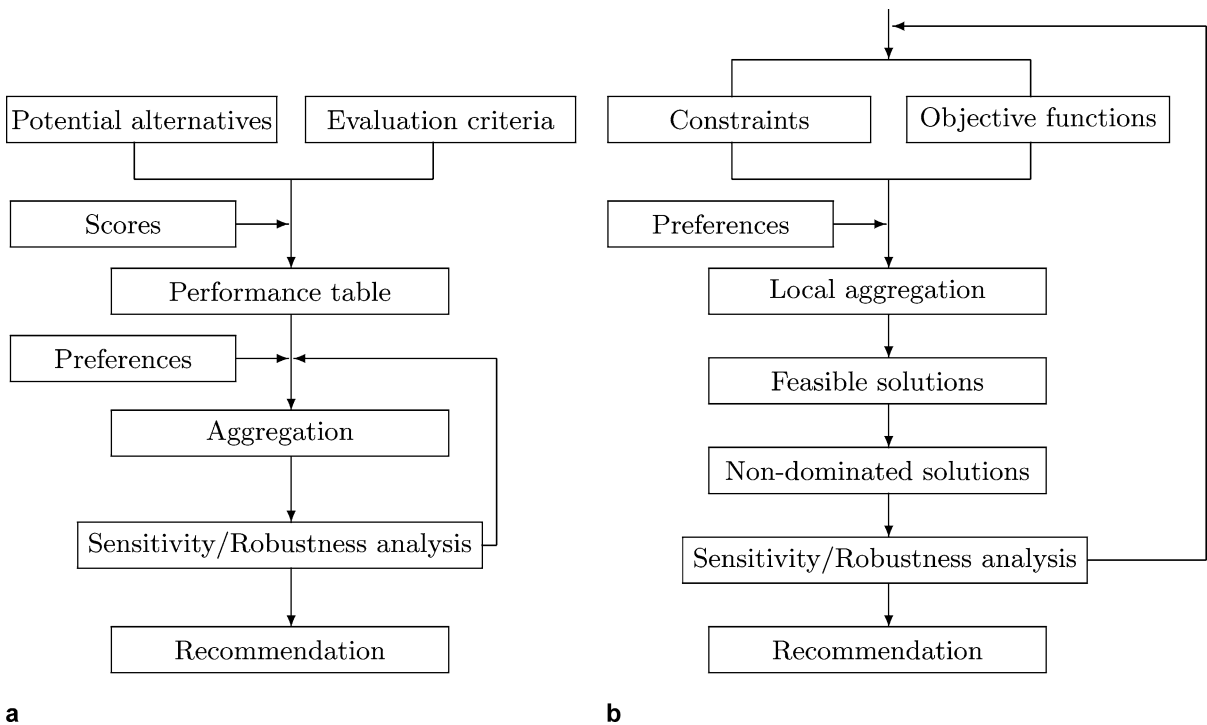 Potential alternatives
Evaluation criteria
Scores
Performance table
Preferences
Aggregation
Sensitivity/Robustness analysis
Recommendation
a
Constraints
Objective functions
Preferences
Local aggregation
Feasible solutions
Non-dominated solutions
Sensitivity/Robustness analysis
Recommendation
b